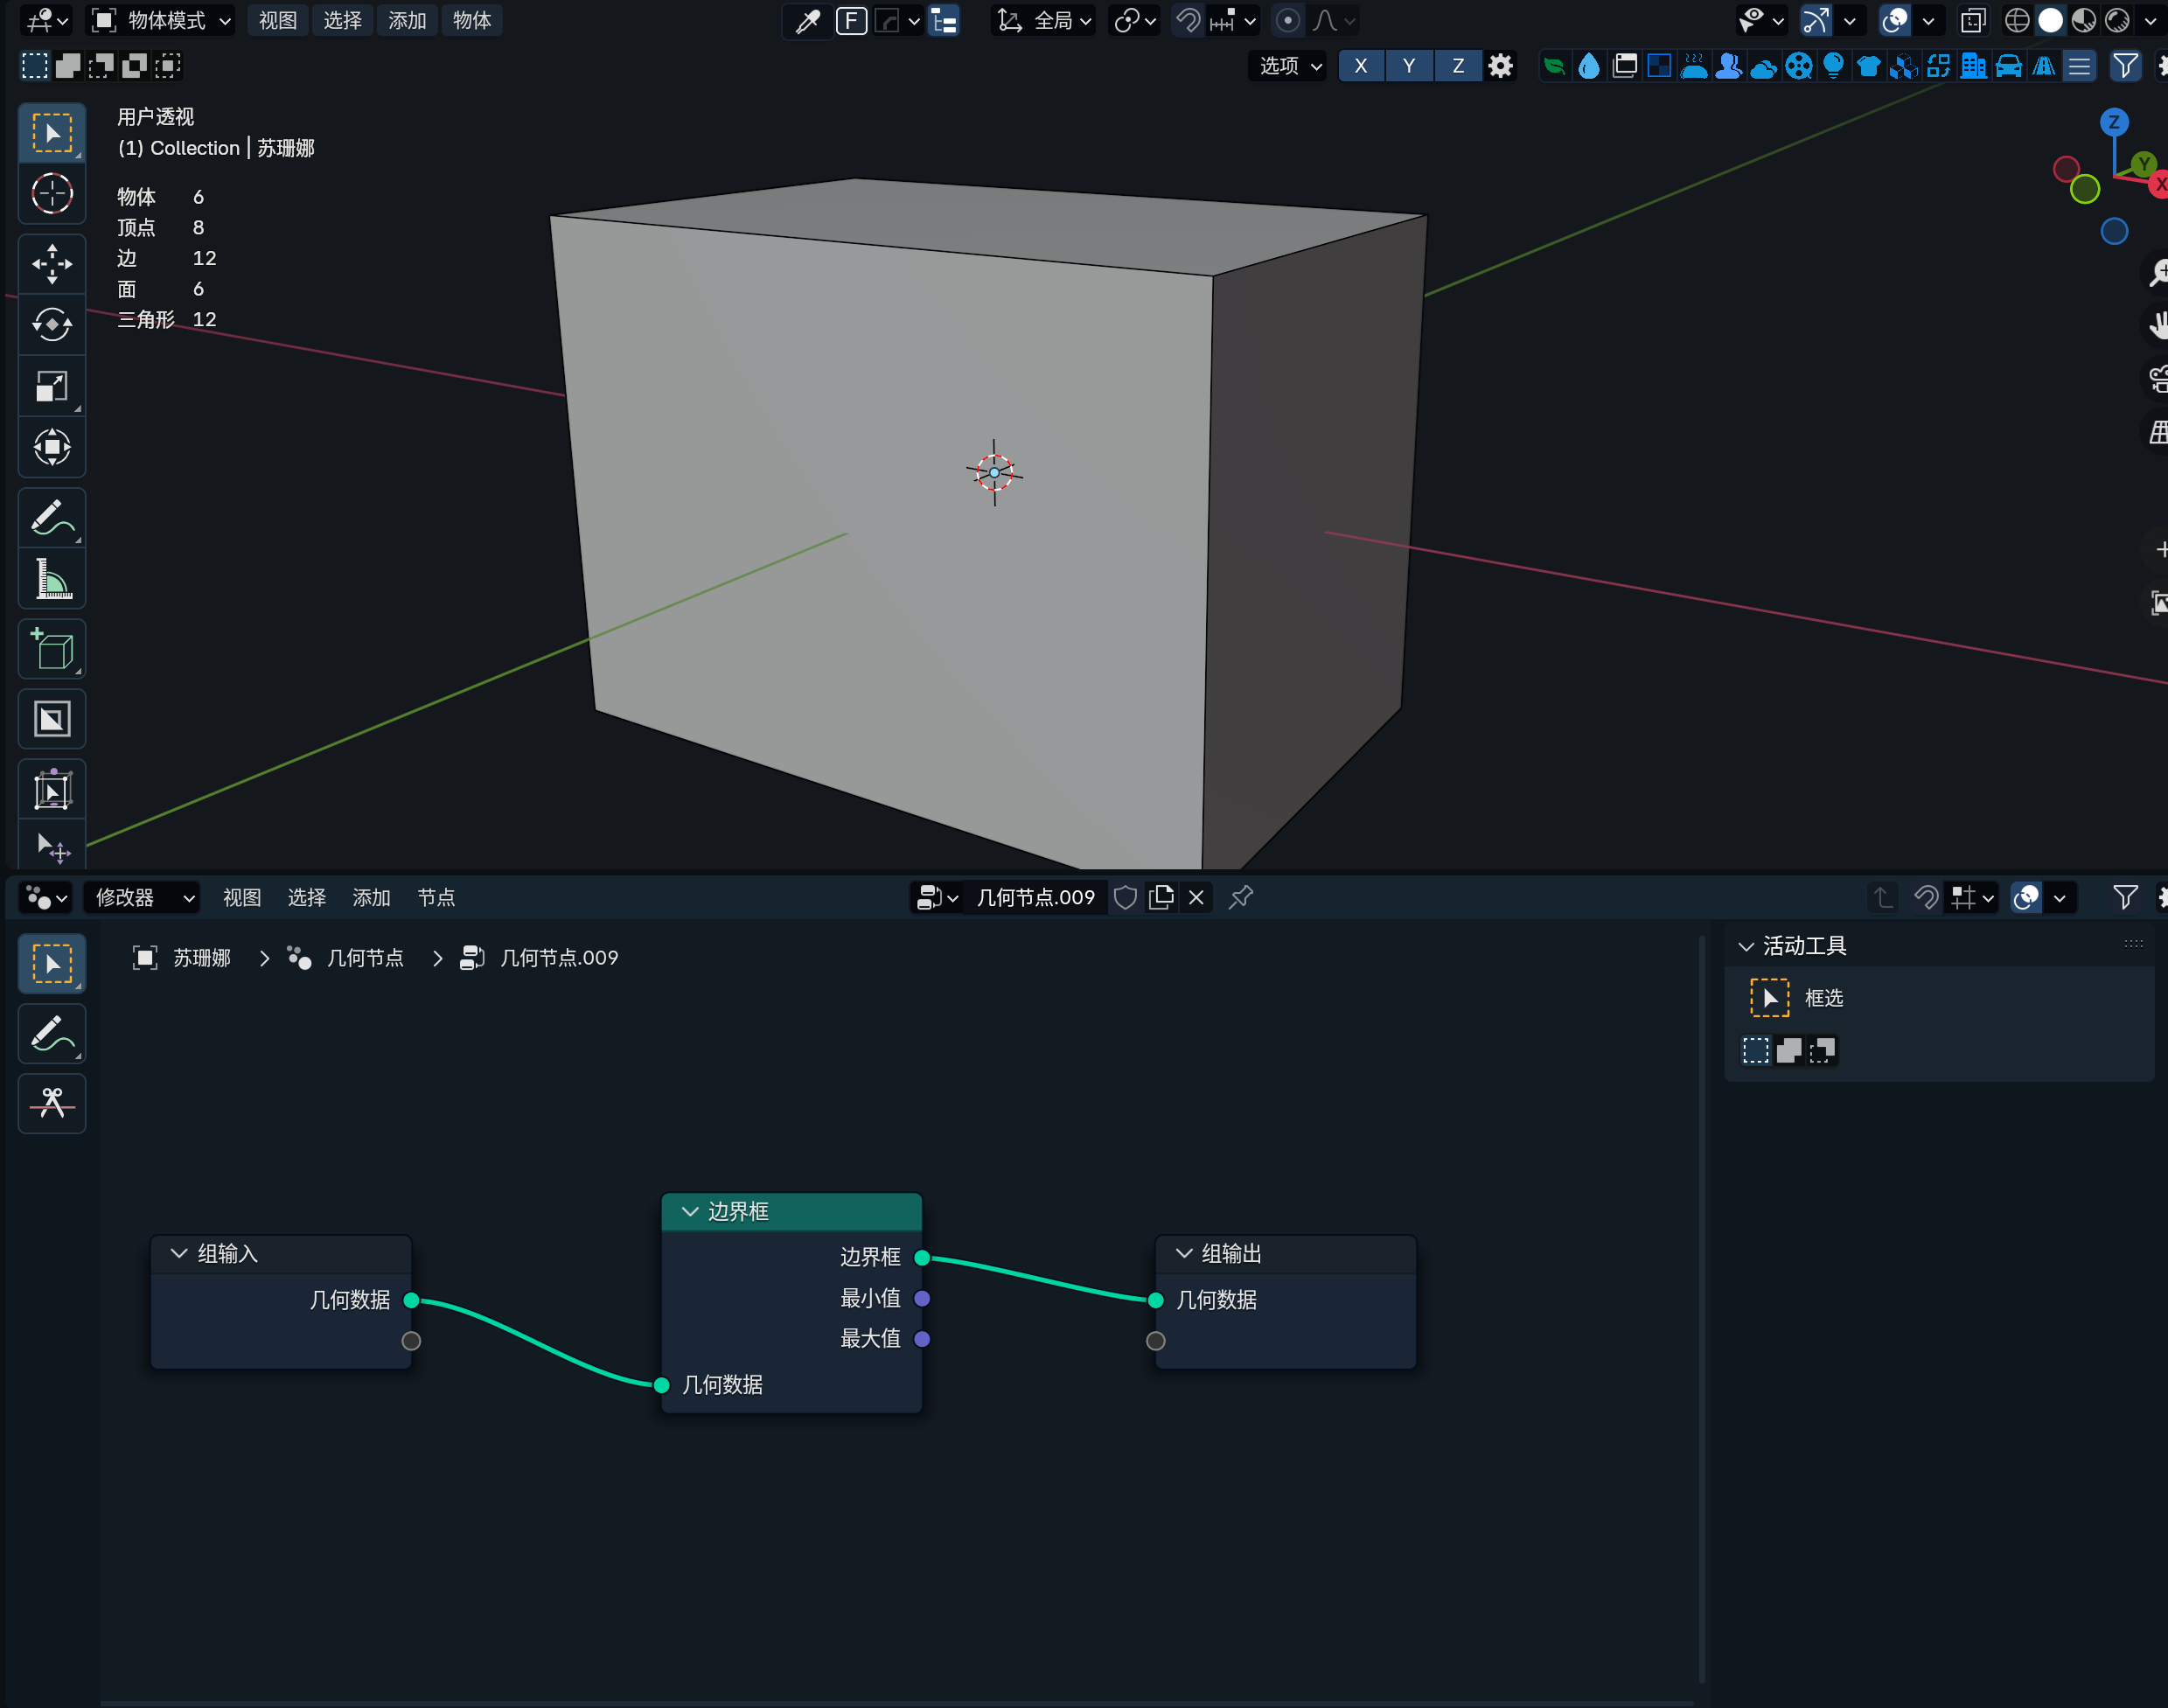 物体模式 视图 选择 添加 物体 F 全局
选项 X Y Z
用户透视
(1) Collection | 苏珊娜
物体 6
顶点 8
边 12
面 6
三角形 12
Z
Y
X
修改器 视图 选择 添加 节点 几何节点.009
苏珊娜 > 几何节点 > 几何节点.009
活动工具
框选
组输入
几何数据
边界框
边界框
最小值
最大值
几何数据
组输出
几何数据